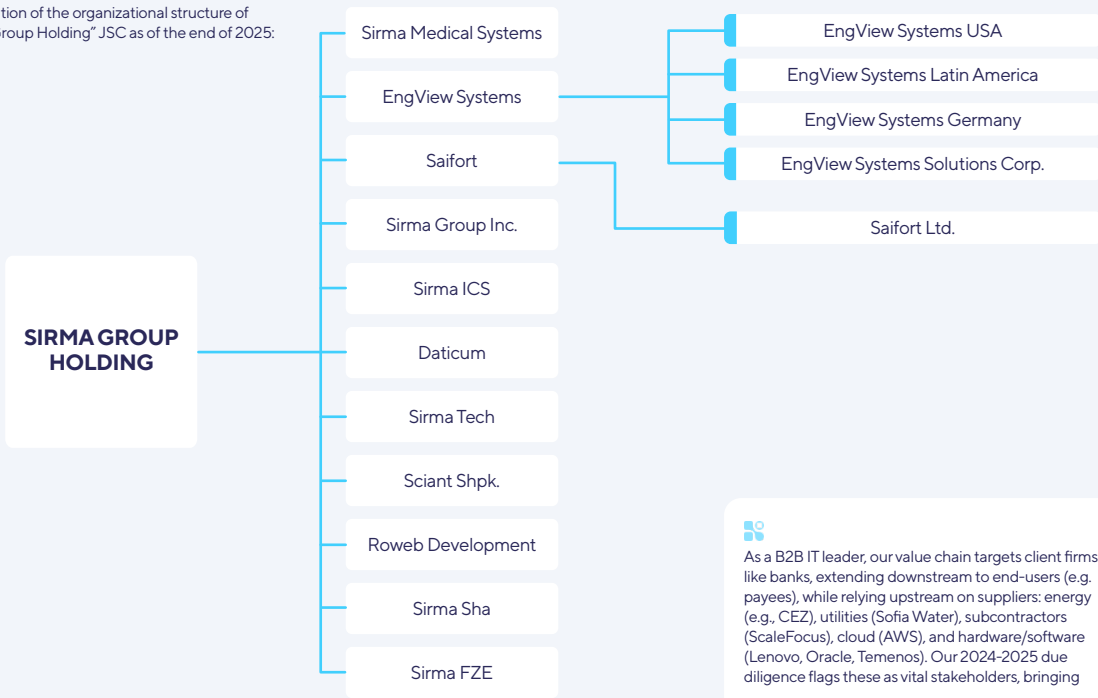 tion of the organizational structure of
roup Holding" JSC as of the end of 2025:
SIRMA GROUP
HOLDING
Sirma Medical Systems
EngView Systems
Saifort
Sirma Group Inc.
Sirma ICS
Daticum
Sirma Tech
Sciant Shpk.
Roweb Development
Sirma Sha
Sirma FZE
EngView Systems USA
EngView Systems Latin America
EngView Systems Germany
EngView Systems Solutions Corp.
Saifort Ltd.
As a B2B IT leader, our value chain targets client firms
like banks, extending downstream to end-users (e.g.
payees), while relying upstream on suppliers: energy
(e.g., CEZ), utilities (Sofia Water), subcontractors
(ScaleFocus), cloud (AWS), and hardware/software
(Lenovo, Oracle, Temenos). Our 2024-2025 due
diligence flags these as vital stakeholders, bringing